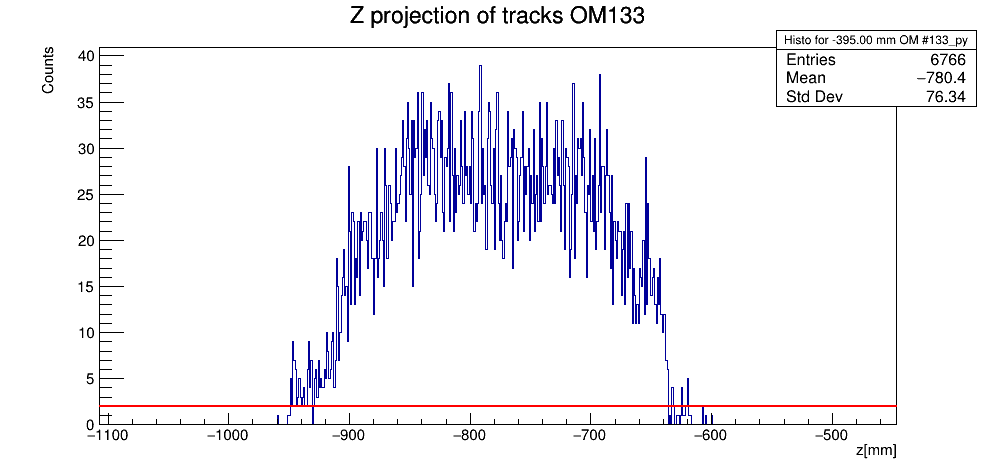 Z projection of tracks OM133
Histo for -395.00 mm OM #133_py
Entries 6766
Mean −780.4
Std Dev 76.34
Counts
40
35
30
25
20
15
10
5
0
−1100 −1000 −900 −800 −700 −600 −500
z[mm]